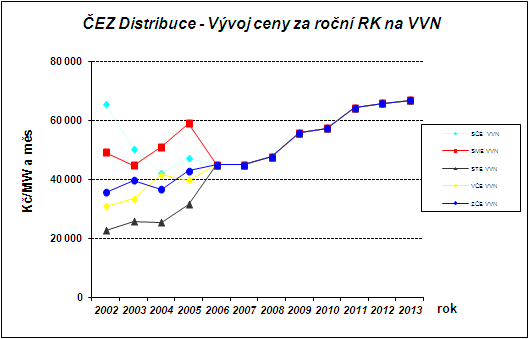 ČEZ Distribuce - Vývoj ceny za roční RK na VVN
Kč/MW a měs
80 000
60 000
40 000
20 000
0
2002 2003 2004 2005 2006 2007 2008 2009 2010 2011 2012 2013
rok
SČE VVN
SME VVN
STE VVN
VČE VVN
ZČE VVN